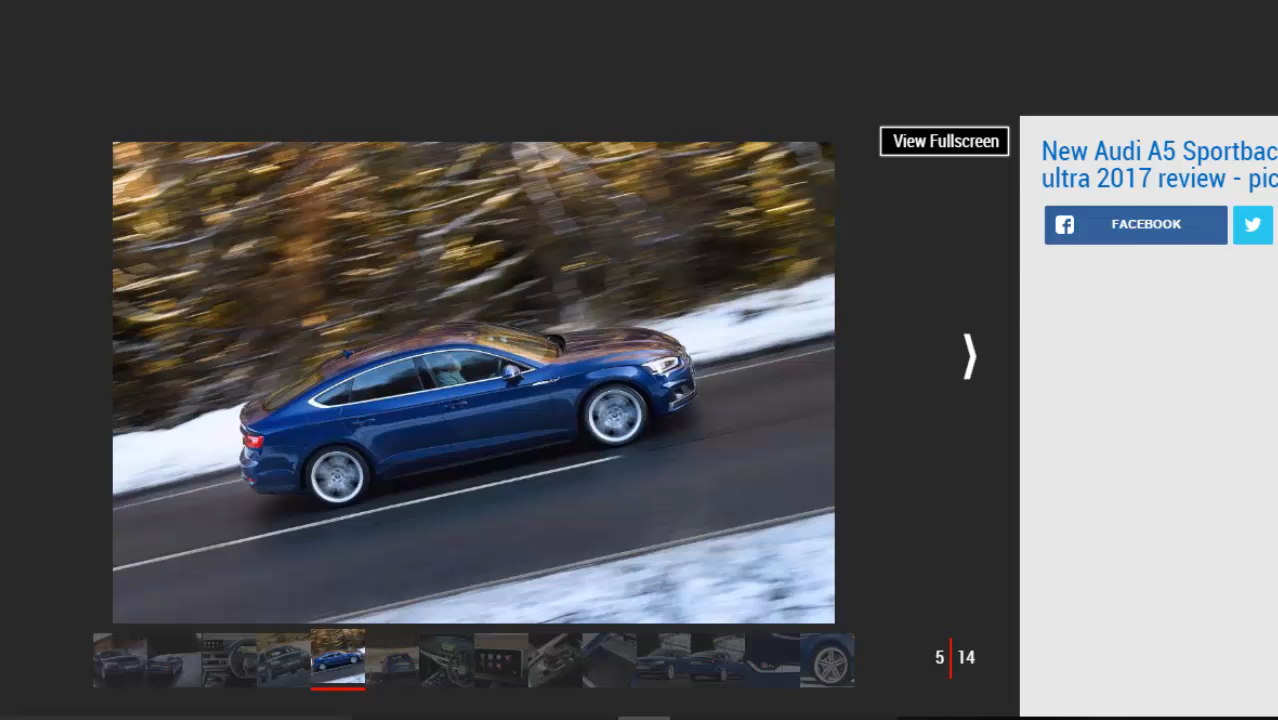 View Fullscreen
New Audi A5 Sportbac
ultra 2017 review - pic
FACEBOOK
5 14